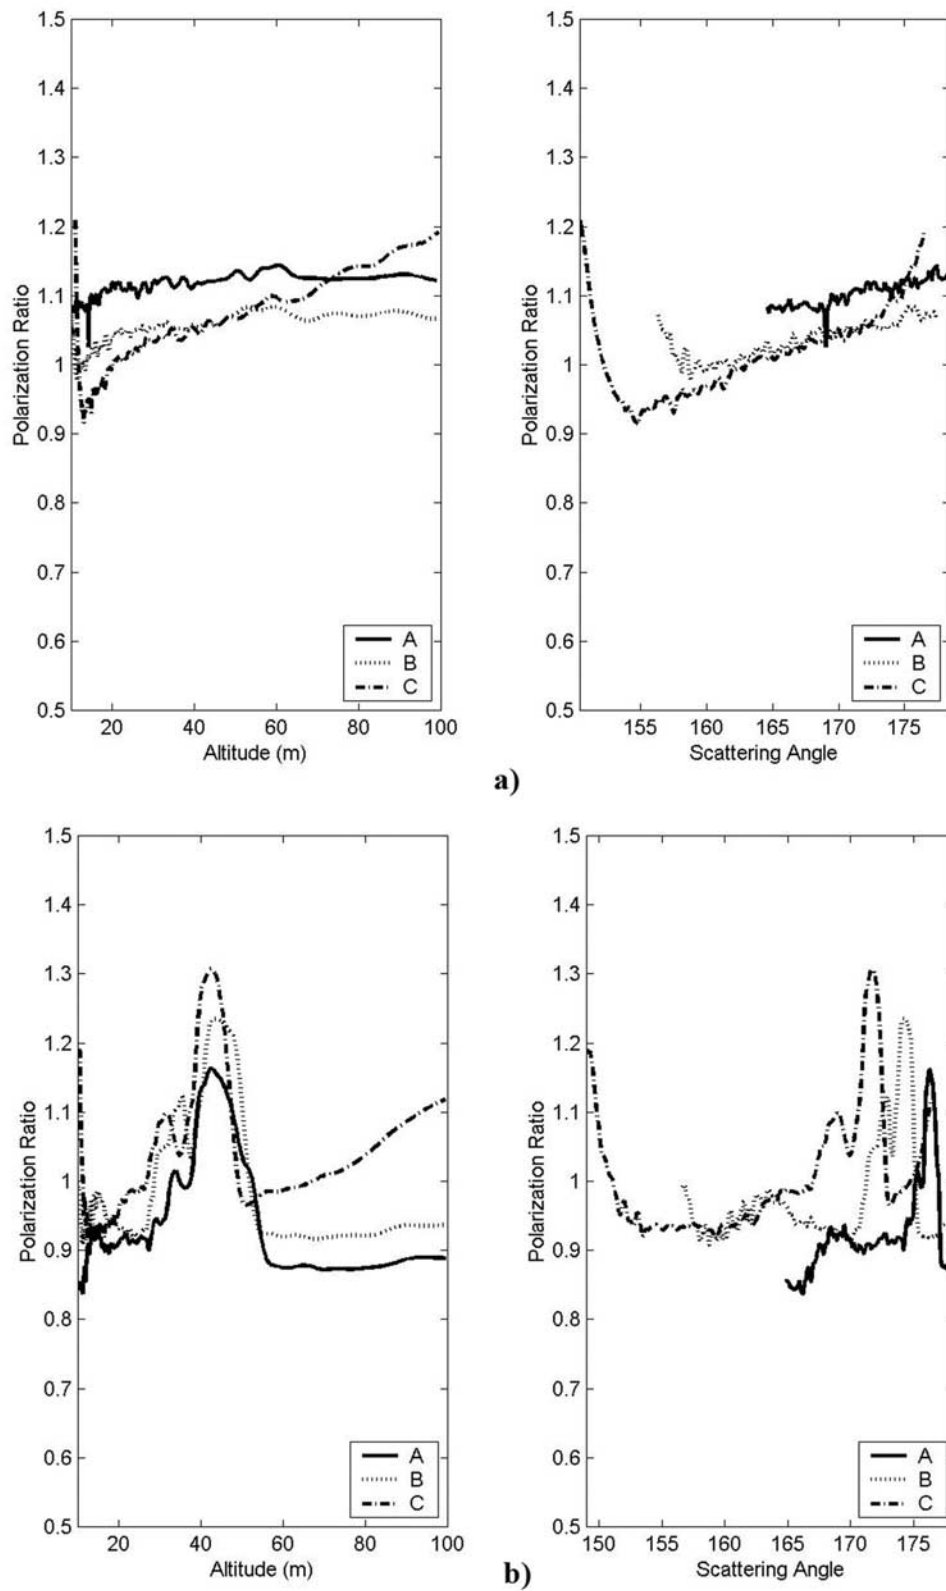 1.5 1.5
1.4 1.4
1.3 1.3
1.2 1.2
1.1 1.1
1 1
0.9 0.9
0.8 0.8
0.7 0.7
0.6 0.6
0.5 0.5
Polarization Ratio Polarization Ratio
A A
B B
C C
20 40 60 80 100 155 160 165 170 175
Altitude (m) Scattering Angle
a)
1.5 1.5
1.4 1.4
1.3 1.3
1.2 1.2
1.1 1.1
1 1
0.9 0.9
0.8 0.8
0.7 0.7
0.6 0.6
0.5 0.5
Polarization Ratio Polarization Ratio
A A
B B
C C
20 40 60 80 100 150 155 160 165 170 175
Altitude (m) Scattering Angle
b)